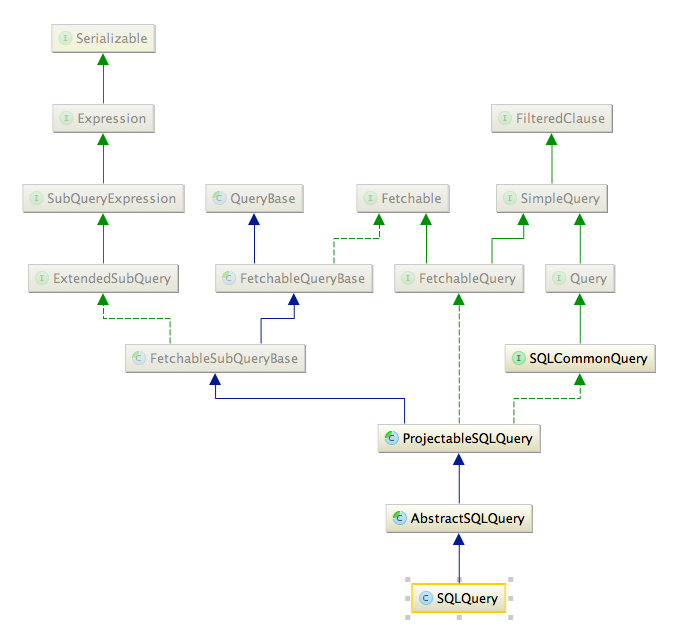 I Serializable
I Expression
I FilteredClause
I SubQueryExpression
C QueryBase
I Fetchable
I SimpleQuery
I ExtendedSubQuery
C FetchableQueryBase
I FetchableQuery
I Query
C FetchableSubQueryBase
I SQLCommonQuery
C ProjectableSQLQuery
C AbstractSQLQuery
C SQLQuery